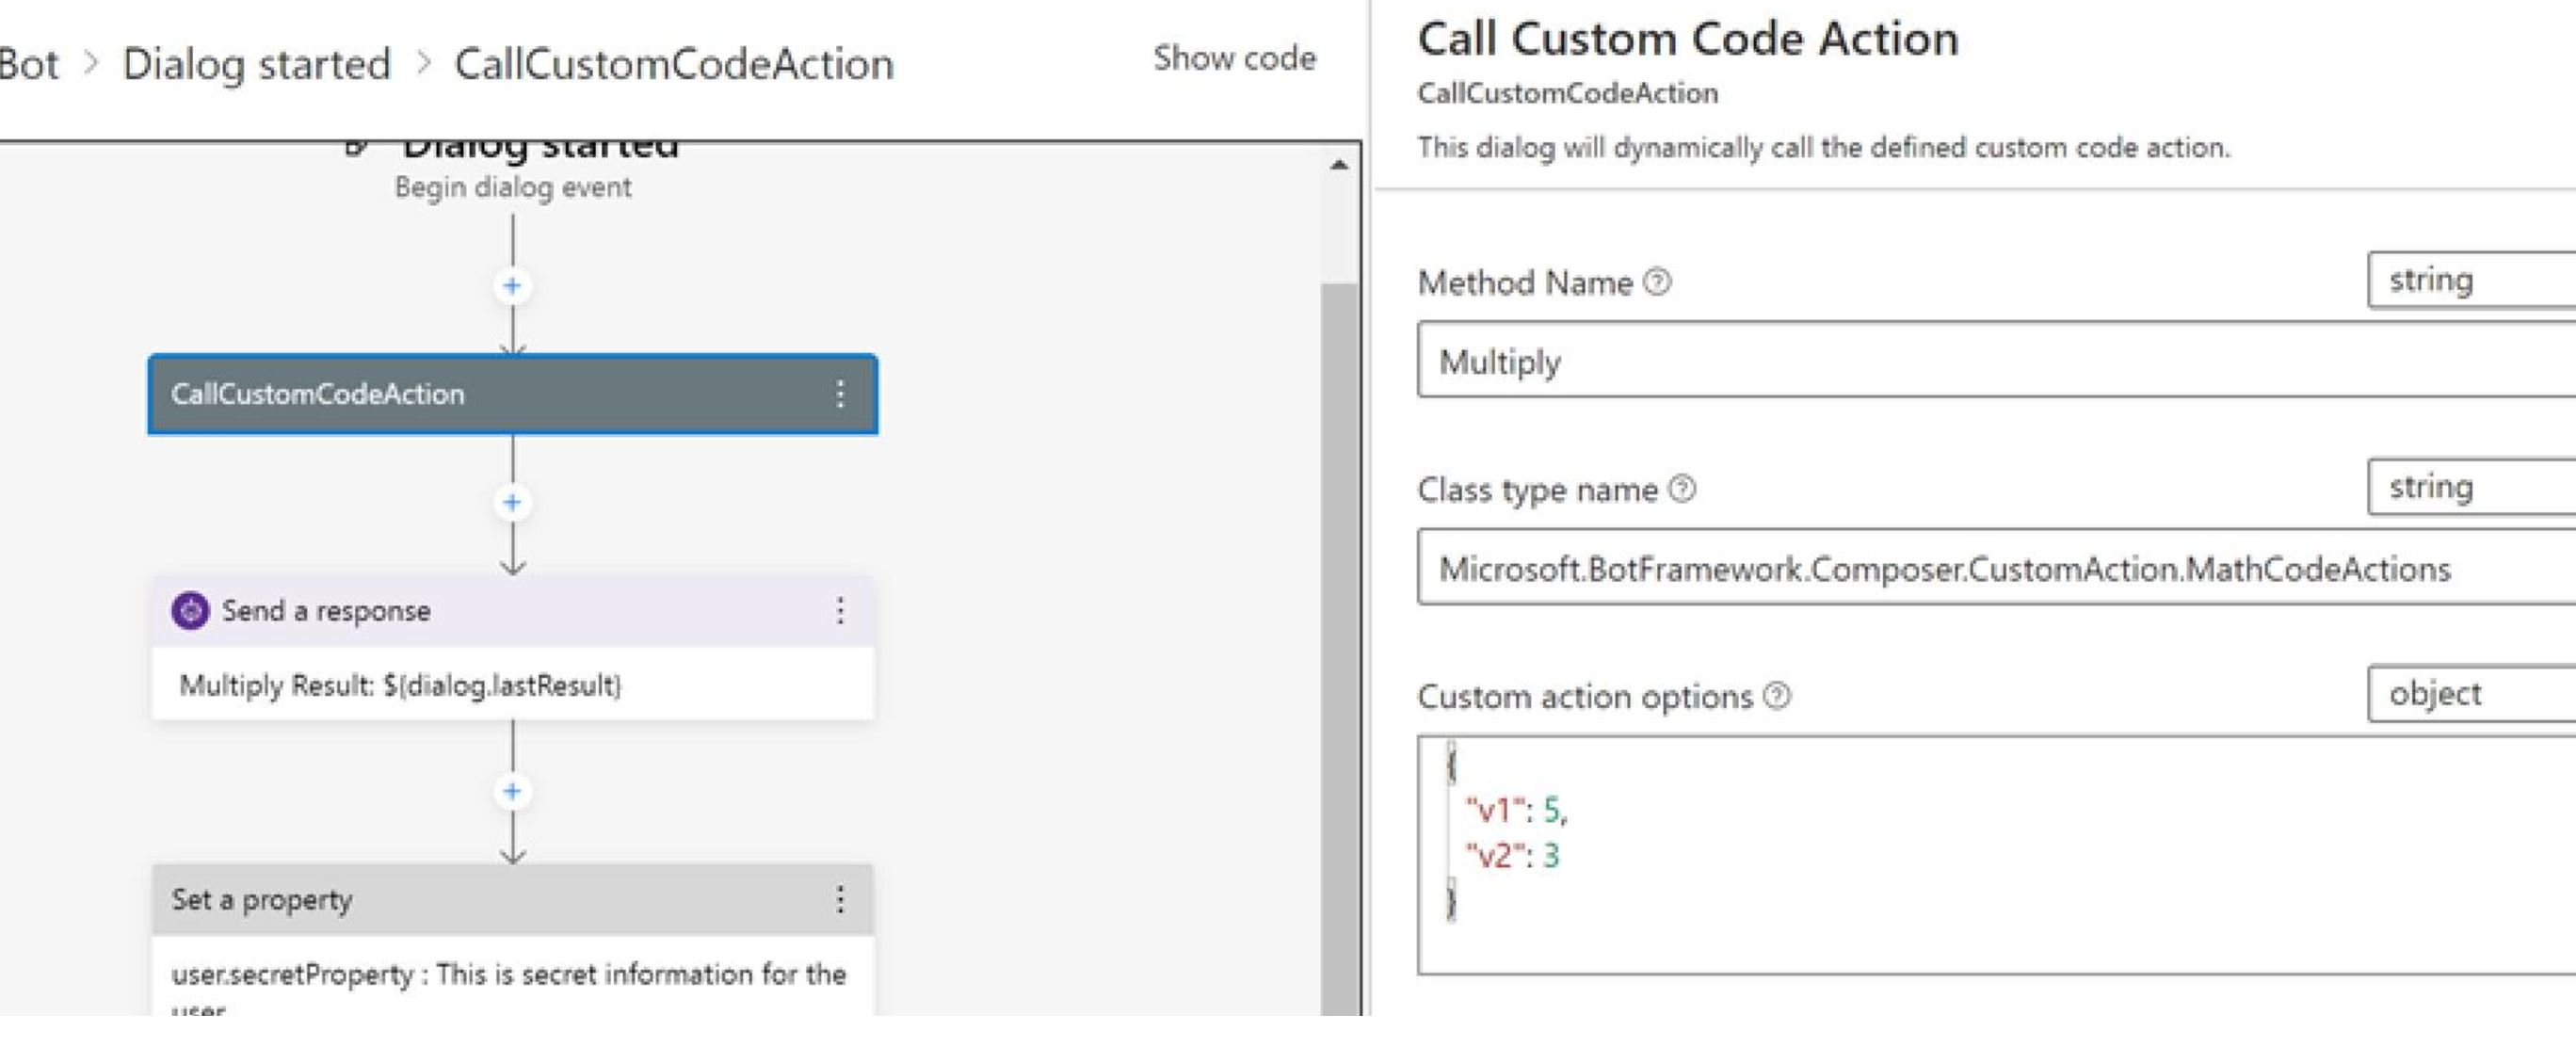 Bot > Dialog started > CallCustomCodeAction
Show code
Dialog started
Begin dialog event
CallCustomCodeAction
Send a response
Multiply Result: ${dialog.lastResult}
Set a property
user.secretProperty : This is secret information for the
user
Call Custom Code Action
CallCustomCodeAction
This dialog will dynamically call the defined custom code action.
Method Name
string
Multiply
Class type name
string
Microsoft.BotFramework.Composer.CustomAction.MathCodeActions
Custom action options
object
{
"v1": 5,
"v2": 3
}